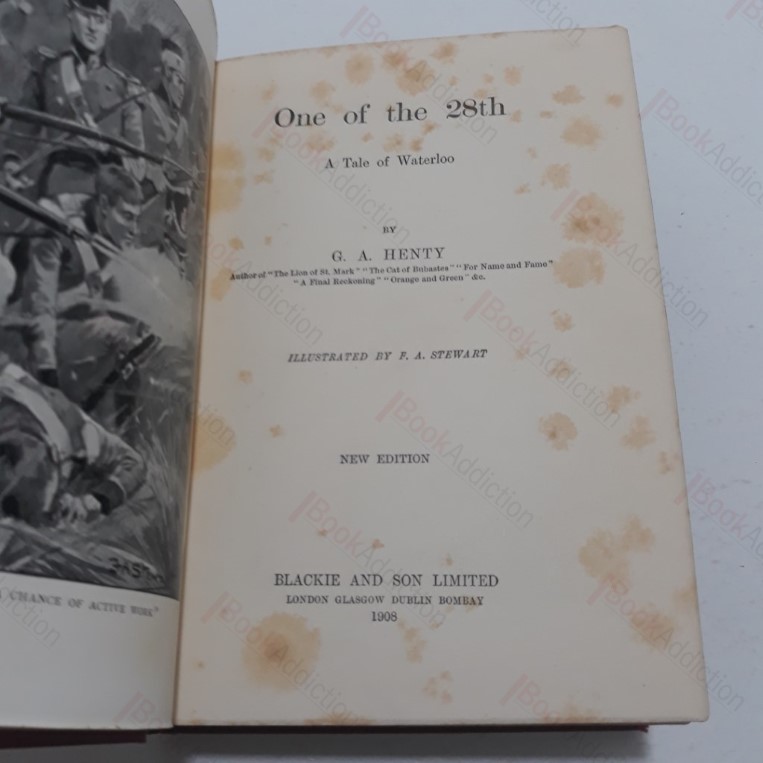 One of the 28th
A Tale of Waterloo
BY
G. A. HENTY
Author of "The Lion of St. Mark" "The Cat of Bubastes" "For Name and Fame"
"A Final Reckoning" "Orange and Green" &c.
ILLUSTRATED BY F. A. STEWART
NEW EDITION
BLACKIE AND SON LIMITED
LONDON GLASGOW DUBLIN BOMBAY
1908
CHANCE OF ACTIVE WORK"
BookAddiction